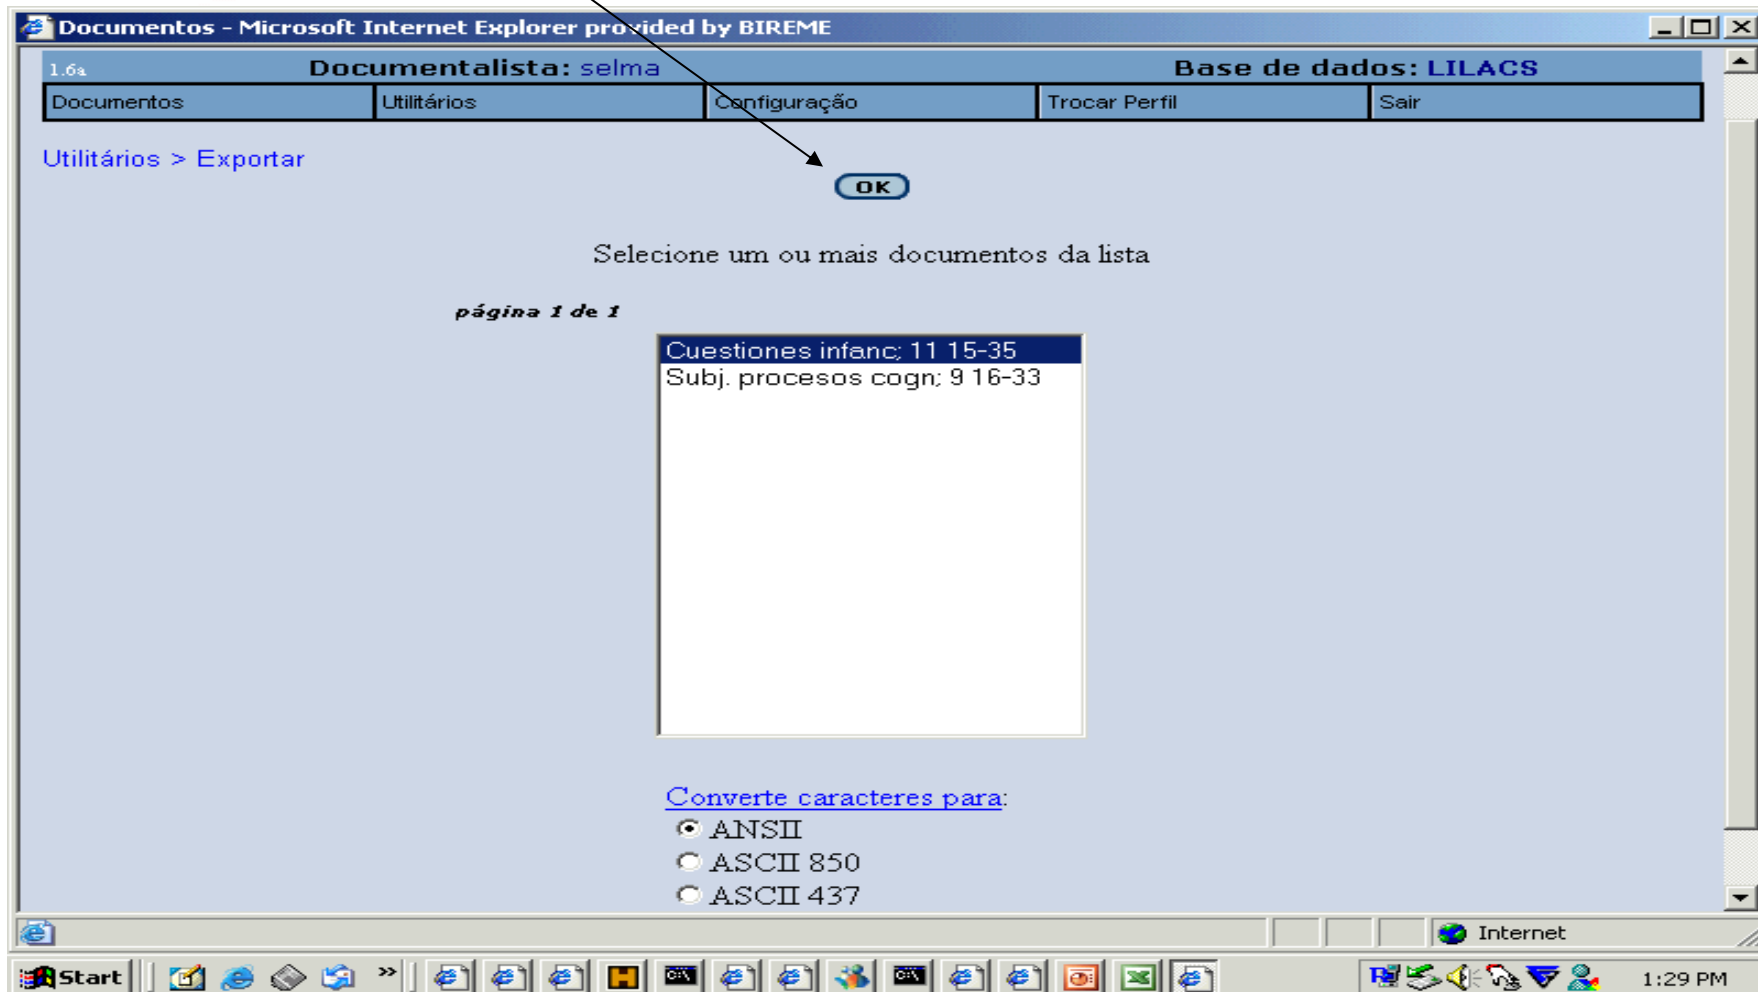 Documentos - Microsoft Internet Explorer provided by BIREME
1.6a Documentalista: selma Base de dados: LILACS
Documentos Utilitários Configuração Trocar Perfil Sair
Utilitários > Exportar
OK
Selecione um ou mais documentos da lista
página 1 de 1
Cuestiones infanc; 11 15-35
Subj. procesos cogn; 9 16-33
Converte caracteres para:
ANSII
ASCII 850
ASCII 437
Internet
Start » 1:29 PM